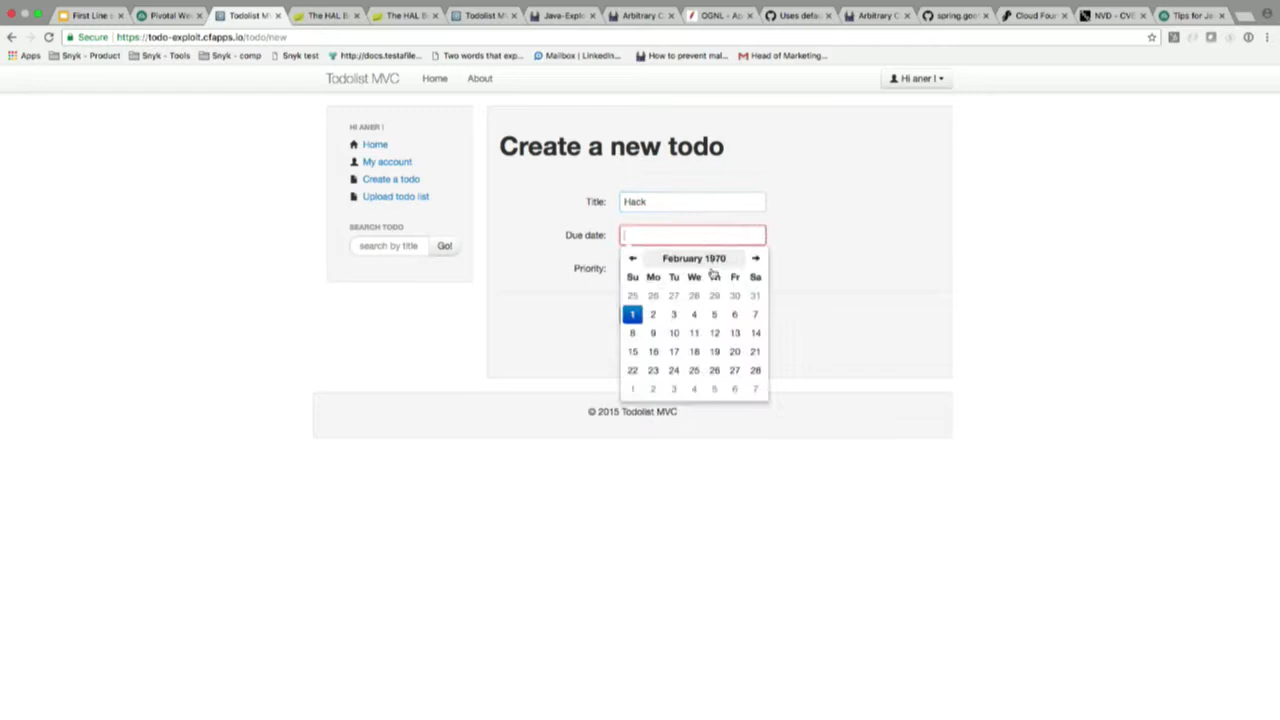 First Line o
Pivotal We
Todolist M
The HAL B
The HAL B
Todolist M
Java-Explo
Arbitrary C
OGNL - Ap
Uses defau
Arbitrary C
spring.geo
Cloud Foun
NVD - CVE
Tips for Ja
Secure https://todo-exploit.cfapps.io/todo/new
Apps Snyk - Product Snyk - Tools Snyk - comp Snyk test http://docs.testafile... Two words that exp... Mailbox | LinkedIn... How to prevent mal... Head of Marketing...
Todolist MVC Home About Hi aner !
HI ANER !
Home
My account
Create a todo
Upload todo list
SEARCH TODO
search by title Go!
Create a new todo
Title: Hack
Due date:
Priority:
February 1970
Su Mo Tu We Th Fr Sa
25 26 27 28 29 30 31
1 2 3 4 5 6 7
8 9 10 11 12 13 14
15 16 17 18 19 20 21
22 23 24 25 26 27 28
1 2 3 4 5 6 7
© 2015 Todolist MVC